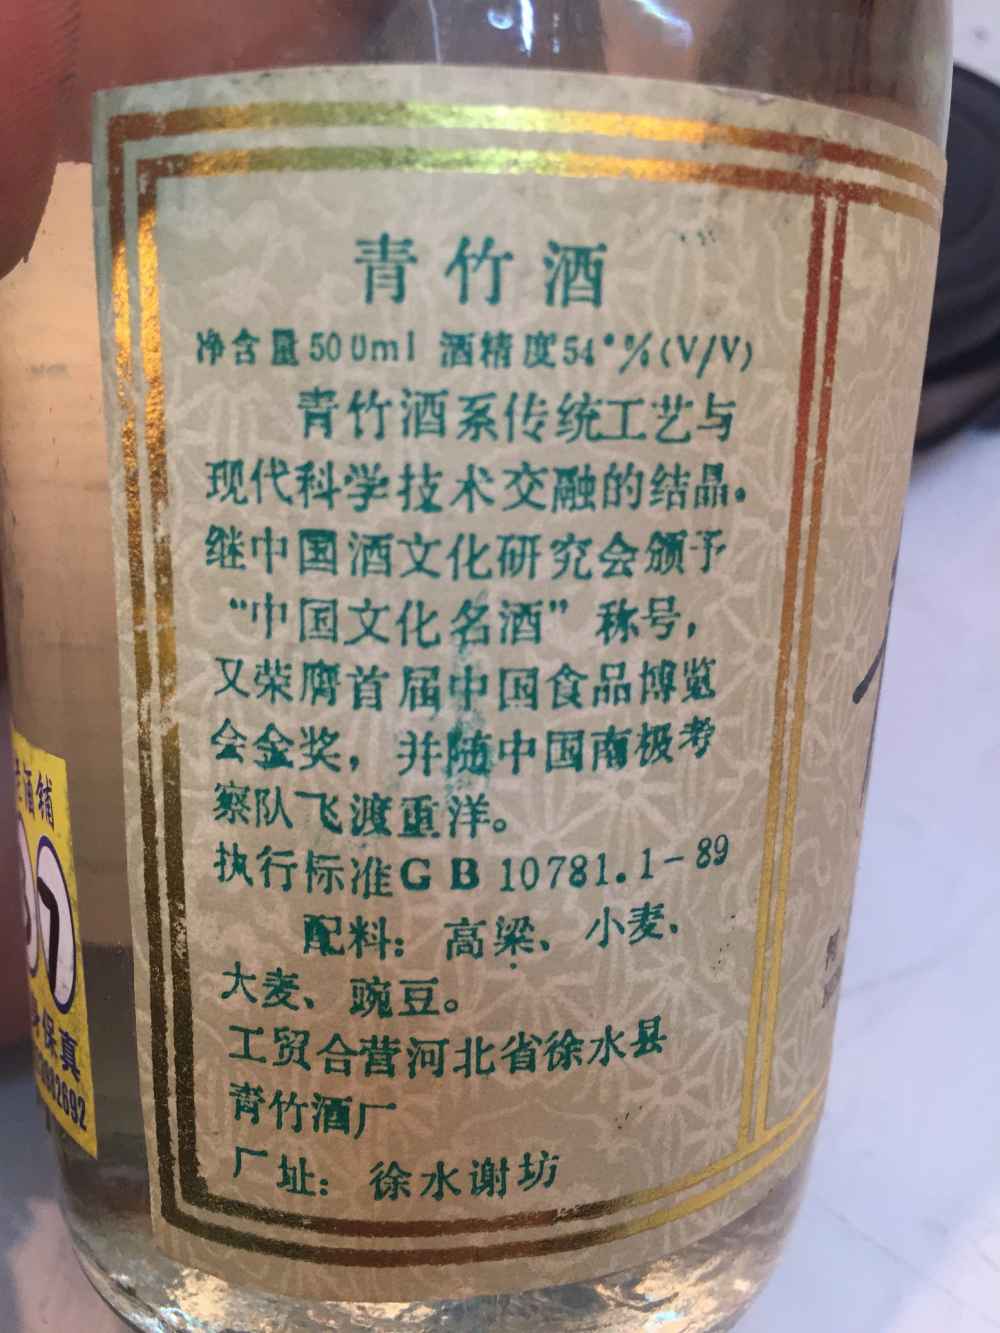 青竹酒
净含量500ml 酒精度54°%(V/V)
青竹酒系传统工艺与
现代科学技术交融的结晶。
继中国酒文化研究会颁予
“中国文化名酒”称号，
又荣膺首届中国食品博览
会金奖，并随中国南极考
察队飞渡重洋。
执行标准GB 10781.1-89
配料：高梁、小麦、
大麦、豌豆。
工贸合营河北省徐水县
青竹酒厂
厂址：徐水谢坊
铺
7
保真